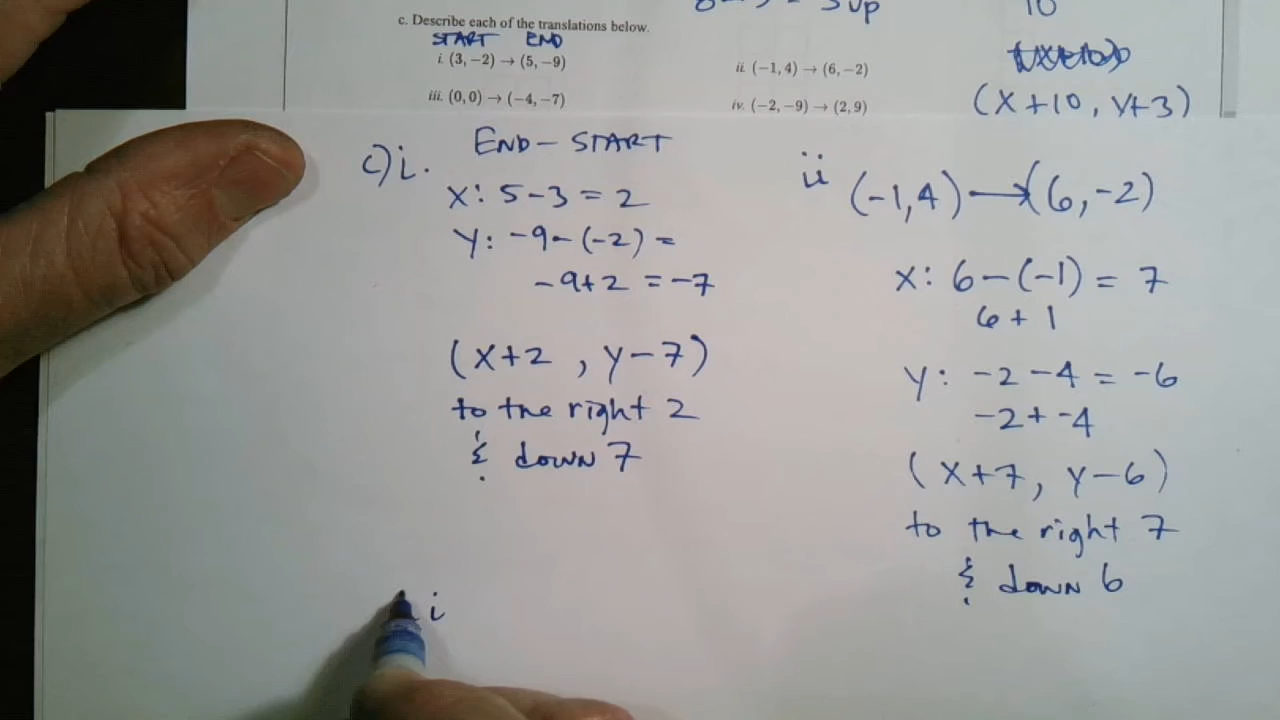 3 up
10
c. Describe each of the translations below.
START END
i. (3, −2) → (5, −9)
ii. (−1, 4) → (6, −2)
iii. (0, 0) → (−4, −7)
iv. (−2, −9) → (2, 9)
(X+10, Y+3)
c) i.
END - START
X: 5-3 = 2
Y: -9-(-2) =
-9+2 = -7
(X+2, Y-7)
to the right 2
& down 7
ii (-1,4) → (6,-2)
X: 6-(-1) = 7
6+1
Y: -2-4 = -6
-2+-4
(X+7, Y-6)
to the right 7
& down 6
i